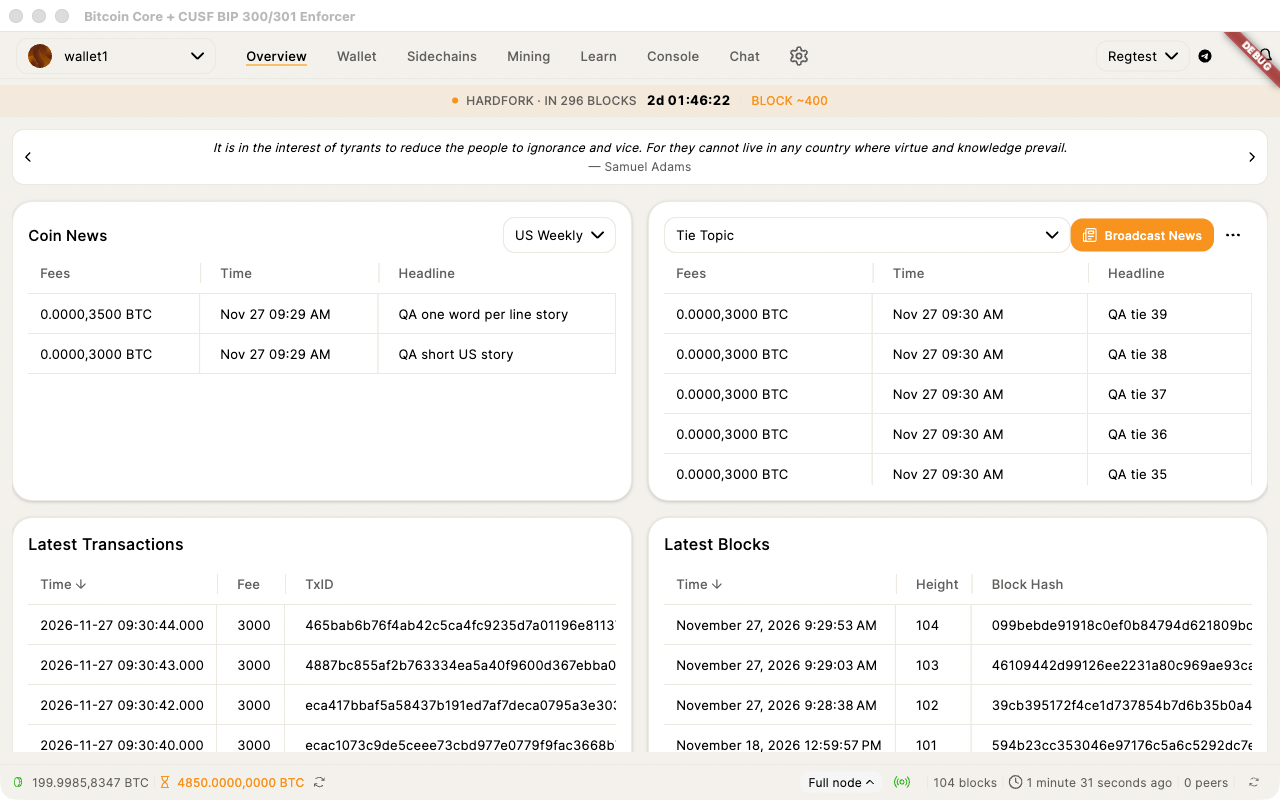 Bitcoin Core + CUSF BIP 300/301 Enforcer
wallet1
Overview
Wallet
Sidechains
Mining
Learn
Console
Chat
Regtest
DEBUG
HARDFORK · IN 296 BLOCKS 2d 01:46:22 BLOCK ~400
It is in the interest of tyrants to reduce the people to ignorance and vice. For they cannot live in any country where virtue and knowledge prevail.
— Samuel Adams
Coin News
US Weekly
Fees Time Headline
0.0000,3500 BTC Nov 27 09:29 AM QA one word per line story
0.0000,3000 BTC Nov 27 09:29 AM QA short US story
Tie Topic
Broadcast News
Fees Time Headline
0.0000,3000 BTC Nov 27 09:30 AM QA tie 39
0.0000,3000 BTC Nov 27 09:30 AM QA tie 38
0.0000,3000 BTC Nov 27 09:30 AM QA tie 37
0.0000,3000 BTC Nov 27 09:30 AM QA tie 36
0.0000,3000 BTC Nov 27 09:30 AM QA tie 35
Latest Transactions
Time Fee TxID
2026-11-27 09:30:44.000 3000 465bab6b76f4ab42c5ca4fc9235d7a01196e8113
2026-11-27 09:30:43.000 3000 4887bc855af2b763334ea5a40f9600d367ebba0
2026-11-27 09:30:42.000 3000 eca417bbaf5a58437b191ed7af7deca0795a3e303
2026-11-27 09:30:40.000 3000 ecac1073c9de5ceee73cbd977e0779f9fac3668b
Latest Blocks
Time Height Block Hash
November 27, 2026 9:29:53 AM 104 099bebde91918c0ef0b84794d621809bc
November 27, 2026 9:29:03 AM 103 46109442d99126ee2231a80c969ae93ca
November 27, 2026 9:28:38 AM 102 39cb395172f4ce1d737854b7d6b35b0a4
November 18, 2026 12:59:57 PM 101 594b23cc353046e97176c5a6c5292dc7e
199.9985,8347 BTC
4850.0000,0000 BTC
Full node
104 blocks
1 minute 31 seconds ago
0 peers